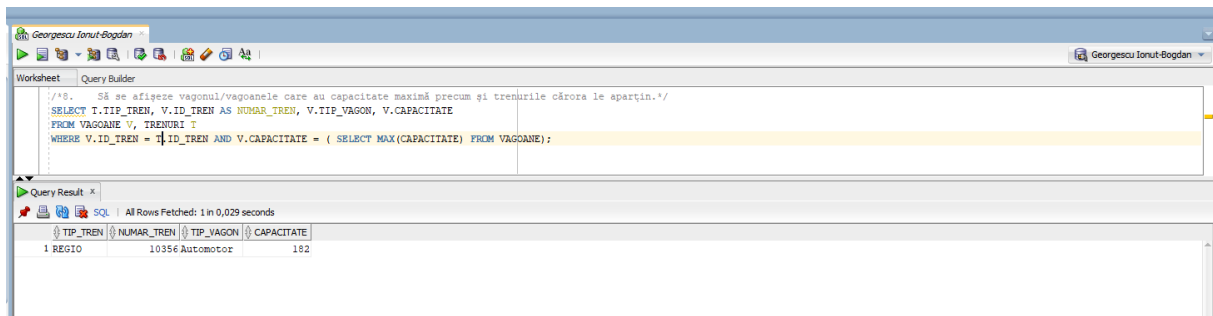 Georgescu Ionut-Bogdan
Georgescu Ionut-Bogdan
Worksheet Query Builder
/*8. Să se afișeze vagonul/vagoanele care au capacitate maximă precum și trenurile cărora le aparțin.*/
SELECT T.TIP_TREN, V.ID_TREN AS NUMAR_TREN, V.TIP_VAGON, V.CAPACITATE
FROM VAGOANE V, TRENURI T
WHERE V.ID_TREN = T.ID_TREN AND V.CAPACITATE = ( SELECT MAX(CAPACITATE) FROM VAGOANE);
Query Result x
SQL | All Rows Fetched: 1 in 0,029 seconds
TIP_TREN NUMAR_TREN TIP_VAGON CAPACITATE
1 REGIO 10356 Automotor 182